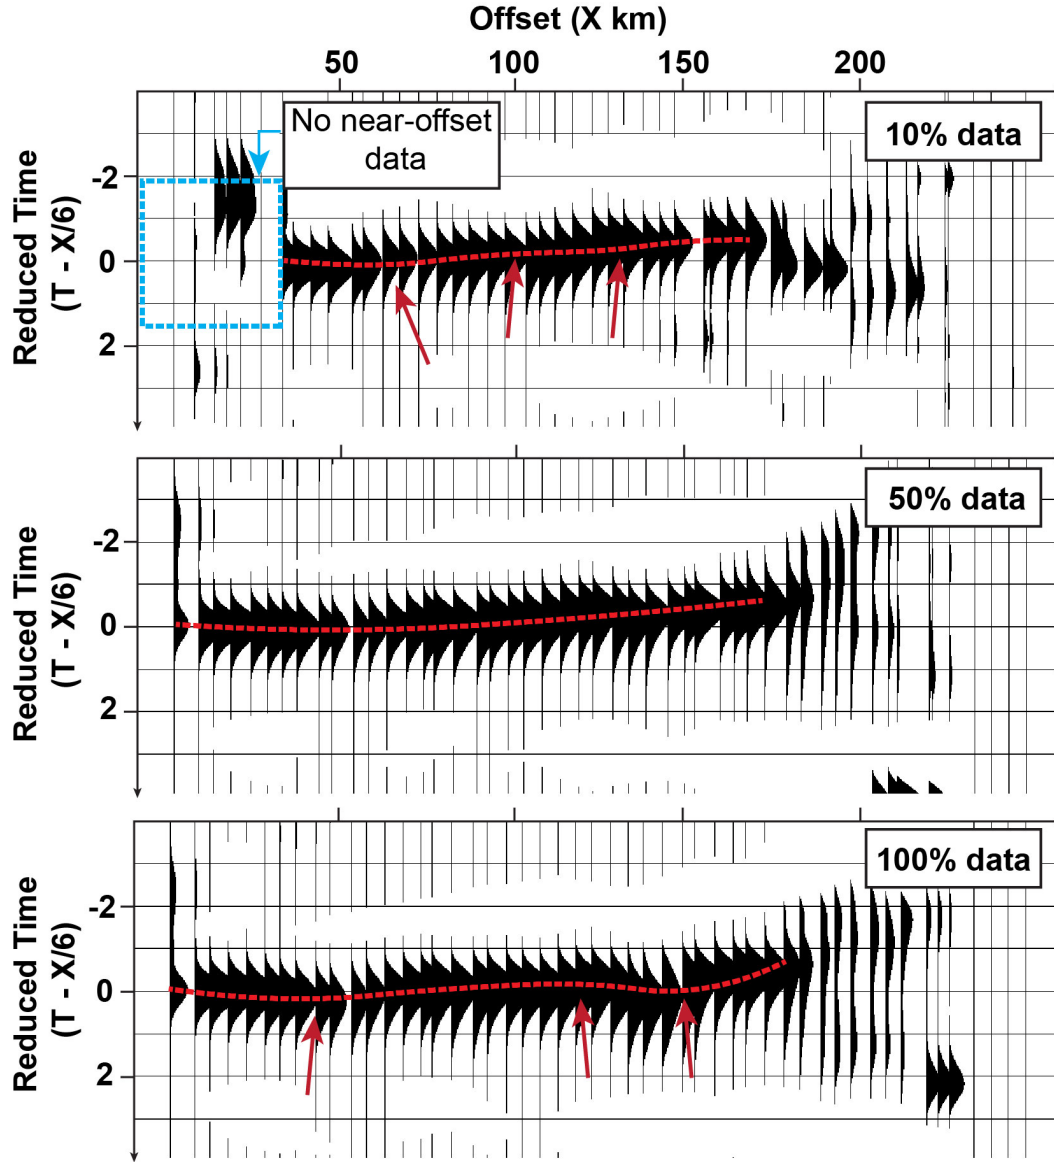 Offset (X km)
50 100 150 200
No near-offset
data
10% data
Reduced Time
(T - X/6)
-2
0
2
50% data
Reduced Time
(T - X/6)
-2
0
2
100% data
Reduced Time
(T - X/6)
-2
0
2